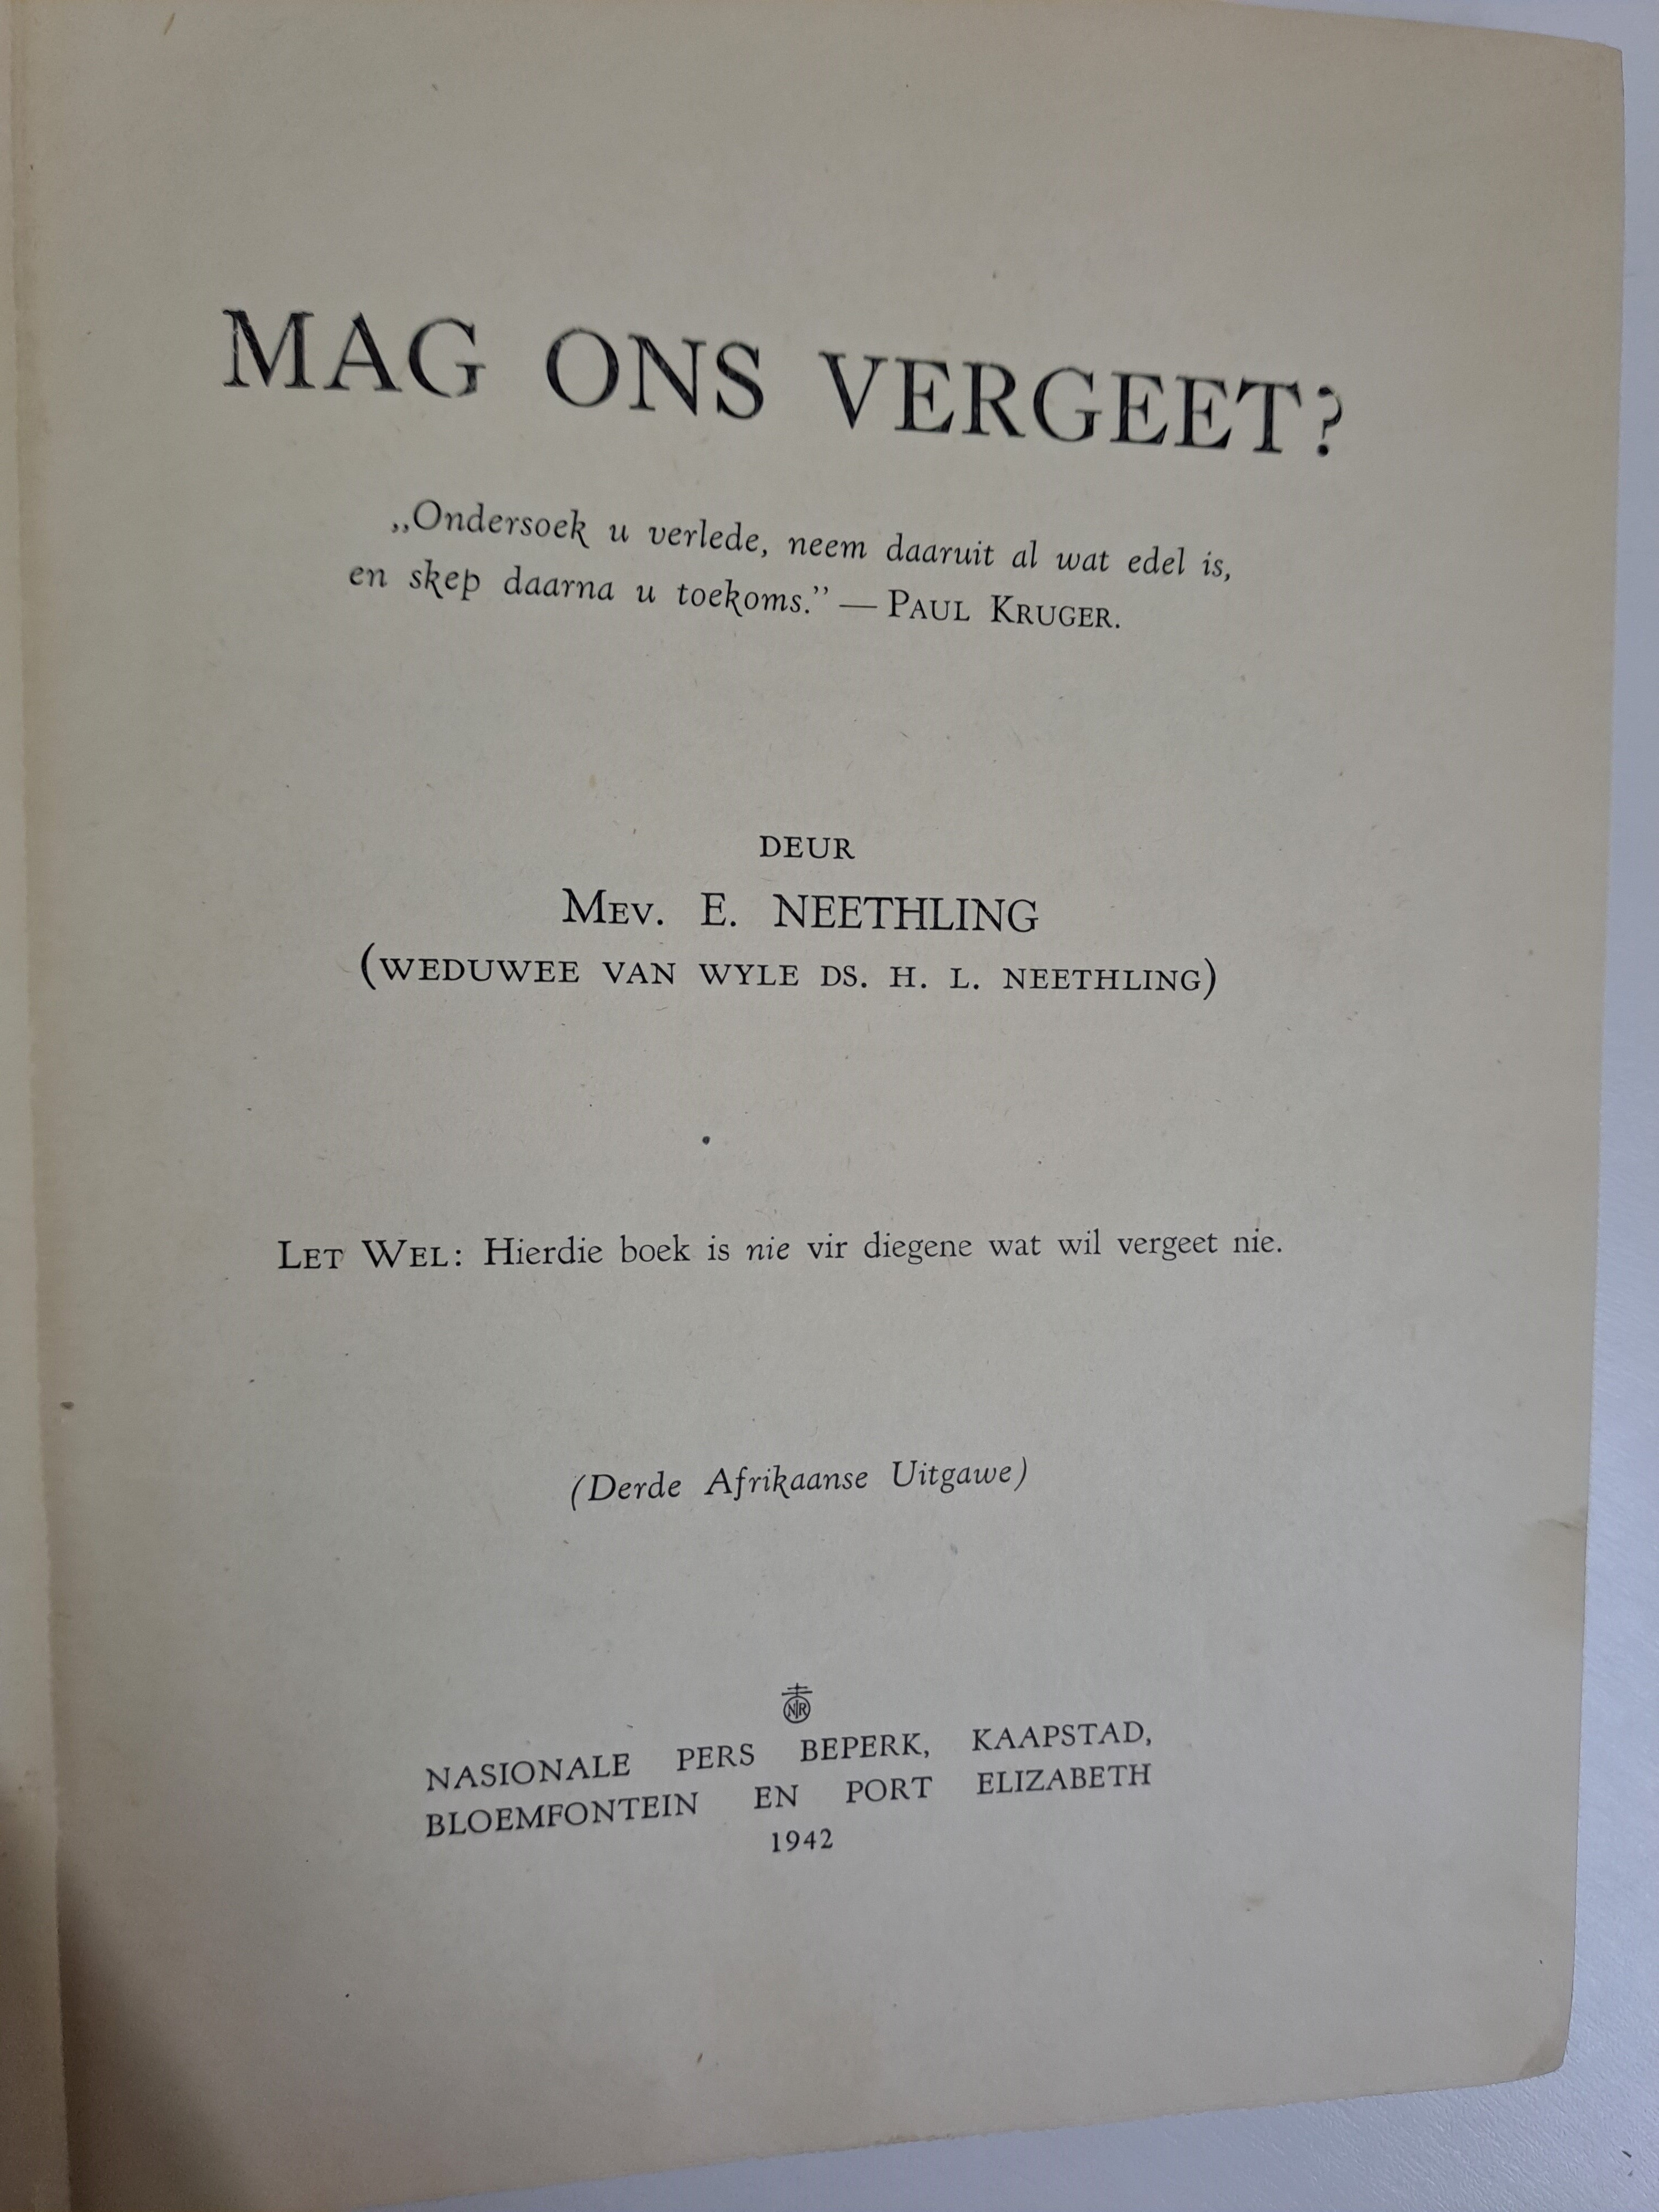 MAG ONS VERGEET?
„Ondersoek u verlede, neem daaruit al wat edel is,
en skep daarna u toekoms.” — PAUL KRUGER.
DEUR
MEV. E. NEETHLING
(WEDUWEE VAN WYLE DS. H. L. NEETHLING)
LET WEL: Hierdie boek is nie vir diegene wat wil vergeet nie.
(Derde Afrikaanse Uitgawe)
NASIONALE PERS BEPERK, KAAPSTAD,
BLOEMFONTEIN EN PORT ELIZABETH
1942